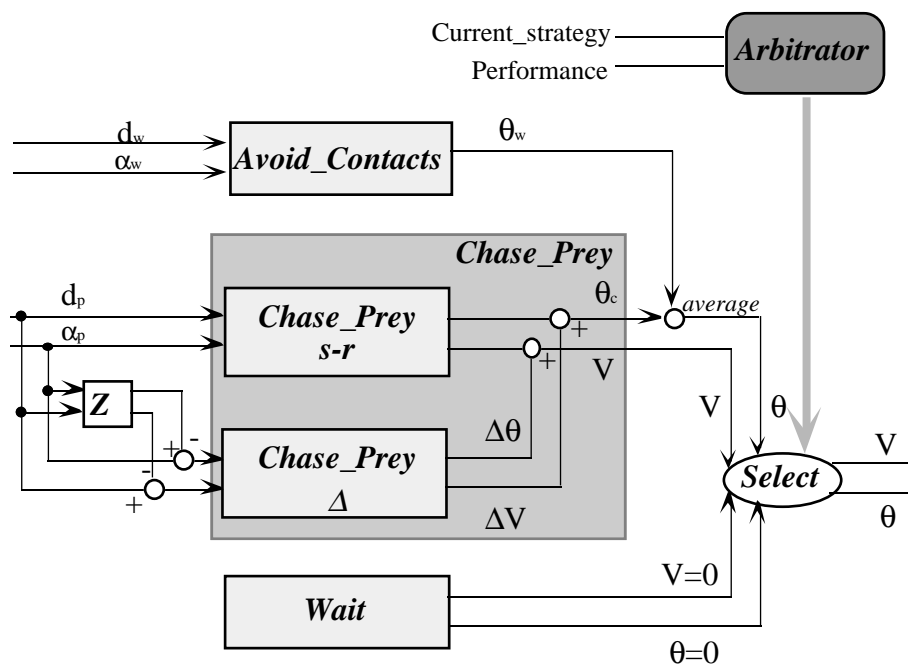 Current_strategy
Performance
Arbitrator
dw
αw
Avoid_Contacts
θw
Chase_Prey
dp
αp
Chase_Prey
s-r
θc
average
+
+
V
V
θ
Z
+
-
-
+
Chase_Prey
Δ
Δθ
ΔV
Select
V
θ
Wait
V=0
θ=0